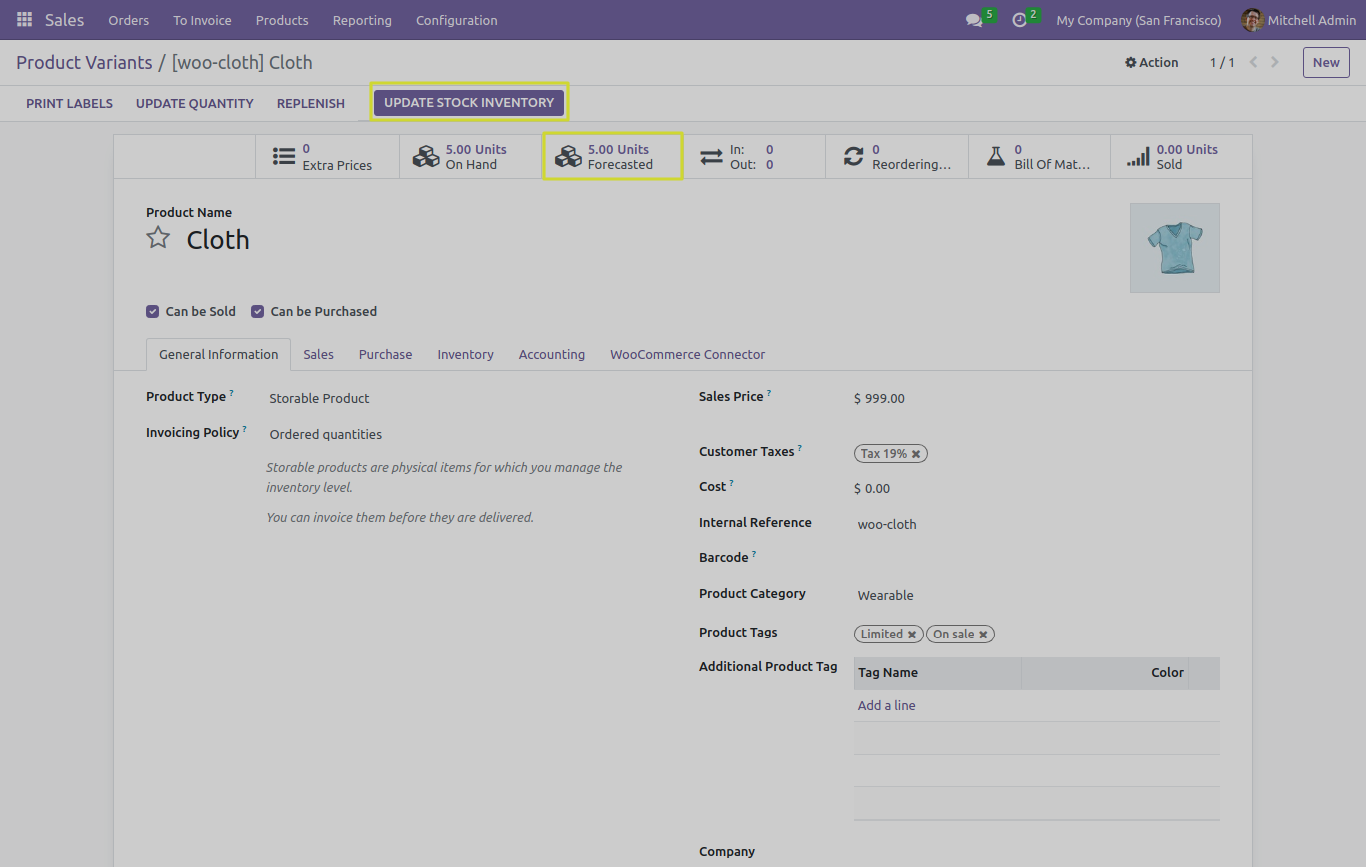 Sales Orders To Invoice Products Reporting Configuration 5 2 My Company (San Francisco) Mitchell Admin
Product Variants / [woo-cloth] Cloth Action 1 / 1 New
PRINT LABELS UPDATE QUANTITY REPLENISH UPDATE STOCK INVENTORY
0
Extra Prices
5.00 Units
On Hand
5.00 Units
Forecasted
In: 0
Out: 0
0
Reordering...
0
Bill Of Mat...
0.00 Units
Sold
Product Name
Cloth
Can be Sold Can be Purchased
General Information Sales Purchase Inventory Accounting WooCommerce Connector
Product Type ? Storable Product
Invoicing Policy ? Ordered quantities
Storable products are physical items for which you manage the
inventory level.
You can invoice them before they are delivered.
Sales Price ? $ 999.00
Customer Taxes ? Tax 19% ×
Cost ? $ 0.00
Internal Reference woo-cloth
Barcode ?
Product Category Wearable
Product Tags Limited × On sale ×
Additional Product Tag Tag Name Color
Add a line
Company